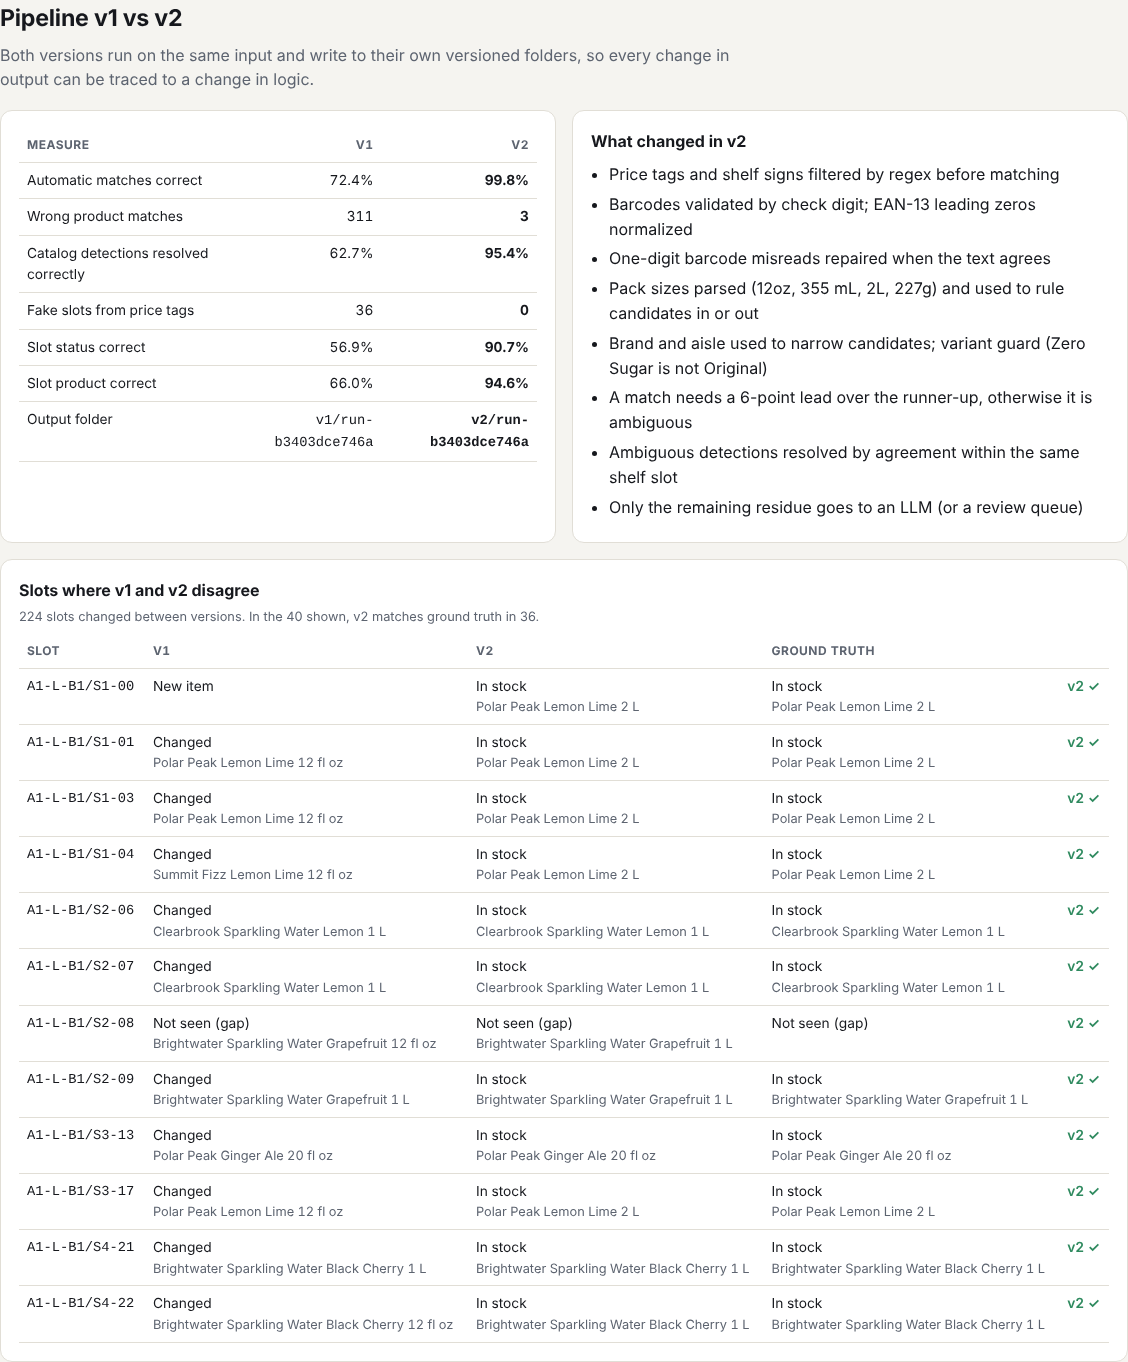 Pipeline v1 vs v2
Both versions run on the same input and write to their own versioned folders, so every change in
output can be traced to a change in logic.
MEASURE V1 V2
Automatic matches correct 72.4% 99.8%
Wrong product matches 311 3
Catalog detections resolved
correctly 62.7% 95.4%
Fake slots from price tags 36 0
Slot status correct 56.9% 90.7%
Slot product correct 66.0% 94.6%
Output folder v1/run- v2/run-
b3403dce746a b3403dce746a
What changed in v2
• Price tags and shelf signs filtered by regex before matching
• Barcodes validated by check digit; EAN-13 leading zeros
normalized
• One-digit barcode misreads repaired when the text agrees
• Pack sizes parsed (12oz, 355 mL, 2L, 227g) and used to rule
candidates in or out
• Brand and aisle used to narrow candidates; variant guard (Zero
Sugar is not Original)
• A match needs a 6-point lead over the runner-up, otherwise it is
ambiguous
• Ambiguous detections resolved by agreement within the same
shelf slot
• Only the remaining residue goes to an LLM (or a review queue)
Slots where v1 and v2 disagree
224 slots changed between versions. In the 40 shown, v2 matches ground truth in 36.
SLOT V1 V2 GROUND TRUTH
A1-L-B1/S1-00 New item In stock In stock v2 ✓
Polar Peak Lemon Lime 2 L Polar Peak Lemon Lime 2 L
A1-L-B1/S1-01 Changed In stock In stock v2 ✓
Polar Peak Lemon Lime 12 fl oz Polar Peak Lemon Lime 2 L Polar Peak Lemon Lime 2 L
A1-L-B1/S1-03 Changed In stock In stock v2 ✓
Polar Peak Lemon Lime 12 fl oz Polar Peak Lemon Lime 2 L Polar Peak Lemon Lime 2 L
A1-L-B1/S1-04 Changed In stock In stock v2 ✓
Summit Fizz Lemon Lime 12 fl oz Polar Peak Lemon Lime 2 L Polar Peak Lemon Lime 2 L
A1-L-B1/S2-06 Changed In stock In stock v2 ✓
Clearbrook Sparkling Water Lemon 1 L Clearbrook Sparkling Water Lemon 1 L Clearbrook Sparkling Water Lemon 1 L
A1-L-B1/S2-07 Changed In stock In stock v2 ✓
Clearbrook Sparkling Water Lemon 1 L Clearbrook Sparkling Water Lemon 1 L Clearbrook Sparkling Water Lemon 1 L
A1-L-B1/S2-08 Not seen (gap) Not seen (gap) Not seen (gap) v2 ✓
Brightwater Sparkling Water Grapefruit 12 fl oz Brightwater Sparkling Water Grapefruit 1 L
A1-L-B1/S2-09 Changed In stock In stock v2 ✓
Brightwater Sparkling Water Grapefruit 1 L Brightwater Sparkling Water Grapefruit 1 L Brightwater Sparkling Water Grapefruit 1 L
A1-L-B1/S3-13 Changed In stock In stock v2 ✓
Polar Peak Ginger Ale 20 fl oz Polar Peak Ginger Ale 20 fl oz Polar Peak Ginger Ale 20 fl oz
A1-L-B1/S3-17 Changed In stock In stock v2 ✓
Polar Peak Lemon Lime 12 fl oz Polar Peak Lemon Lime 2 L Polar Peak Lemon Lime 2 L
A1-L-B1/S4-21 Changed In stock In stock v2 ✓
Brightwater Sparkling Water Black Cherry 1 L Brightwater Sparkling Water Black Cherry 1 L Brightwater Sparkling Water Black Cherry 1 L
A1-L-B1/S4-22 Changed In stock In stock v2 ✓
Brightwater Sparkling Water Black Cherry 12 fl oz Brightwater Sparkling Water Black Cherry 1 L Brightwater Sparkling Water Black Cherry 1 L